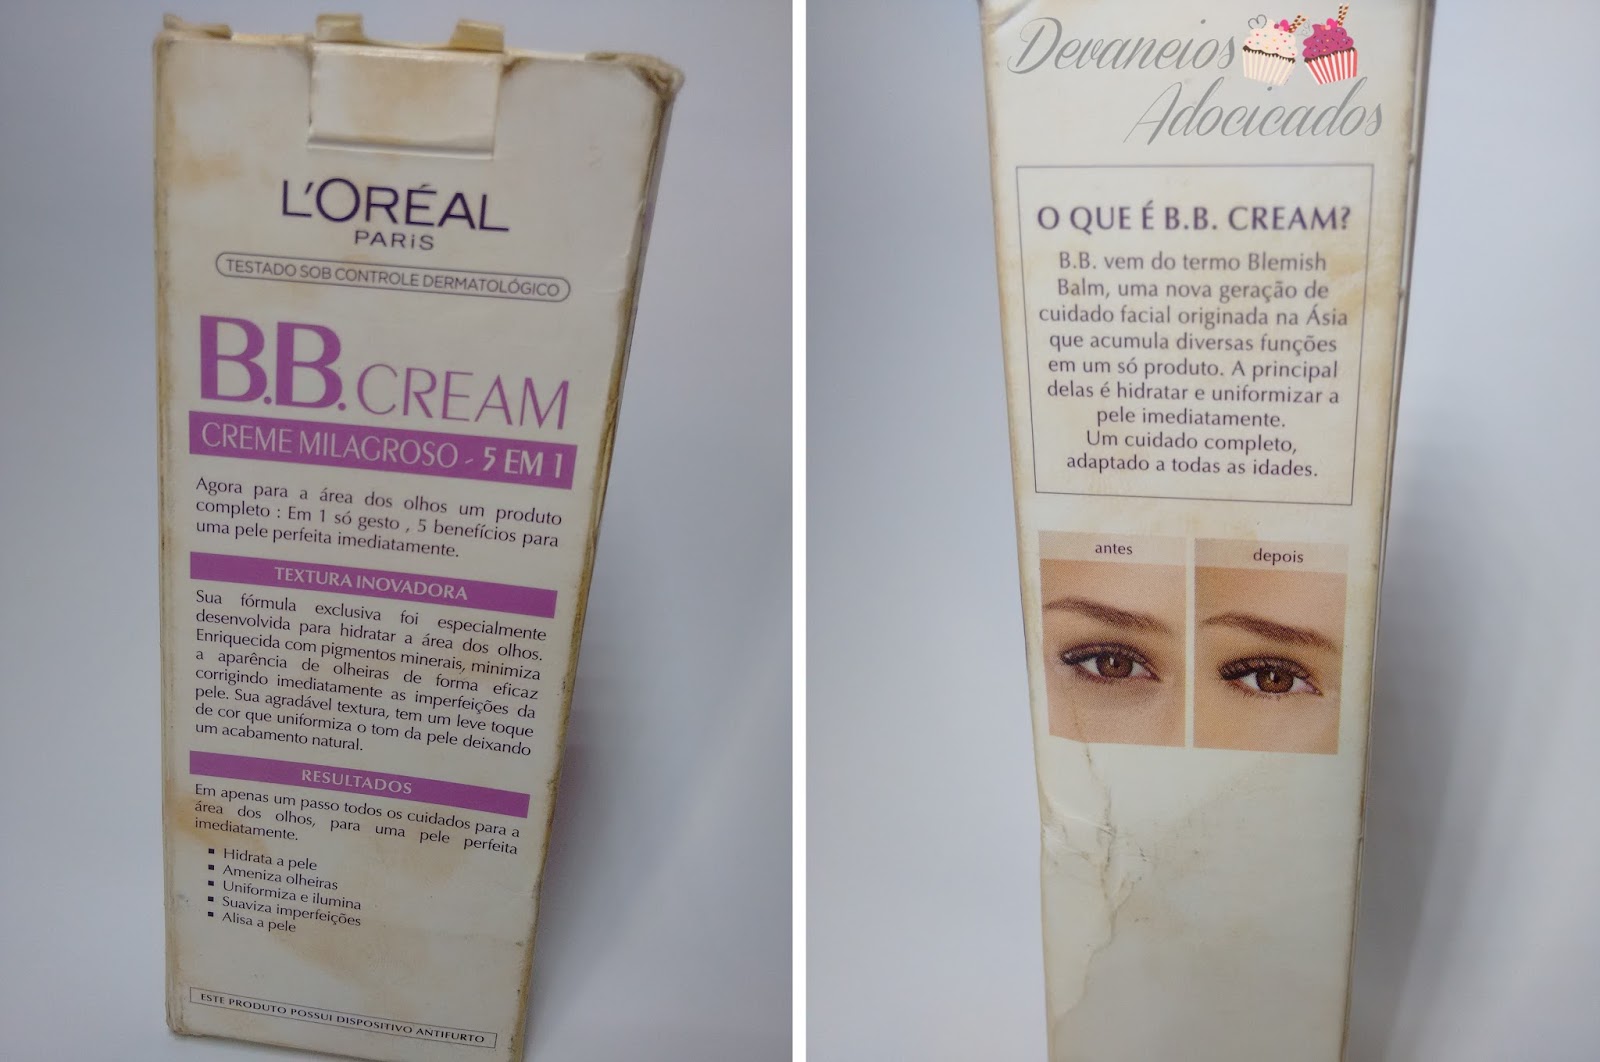 L'ORÉAL
PARIS
TESTADO SOB CONTROLE DERMATOLÓGICO
B.B. CREAM
CREME MILAGROSO - 5 EM 1
Agora para a área dos olhos um produto
completo : Em 1 só gesto , 5 benefícios para
uma pele perfeita imediatamente.
TEXTURA INOVADORA
Sua fórmula exclusiva foi especialmente
desenvolvida para hidratar a área dos olhos.
Enriquecida com pigmentos minerais, minimiza
a aparência de olheiras de forma eficaz
corrigindo imediatamente as imperfeições da
pele. Sua agradável textura, tem um leve toque
de cor que uniformiza o tom da pele deixando
um acabamento natural.
RESULTADOS
Em apenas um passo todos os cuidados para a
área dos olhos, para uma pele perfeita
imediatamente.
▪ Hidrata a pele
▪ Ameniza olheiras
▪ Uniformiza e ilumina
▪ Suaviza imperfeições
▪ Alisa a pele
ESTE PRODUTO POSSUI DISPOSITIVO ANTIFURTO
Devaneios
Adocicados
O QUE É B.B. CREAM?
B.B. vem do termo Blemish
Balm, uma nova geração de
cuidado facial originada na Ásia
que acumula diversas funções
em um só produto. A principal
delas é hidratar e uniformizar a
pele imediatamente.
Um cuidado completo,
adaptado a todas as idades.
antes
depois